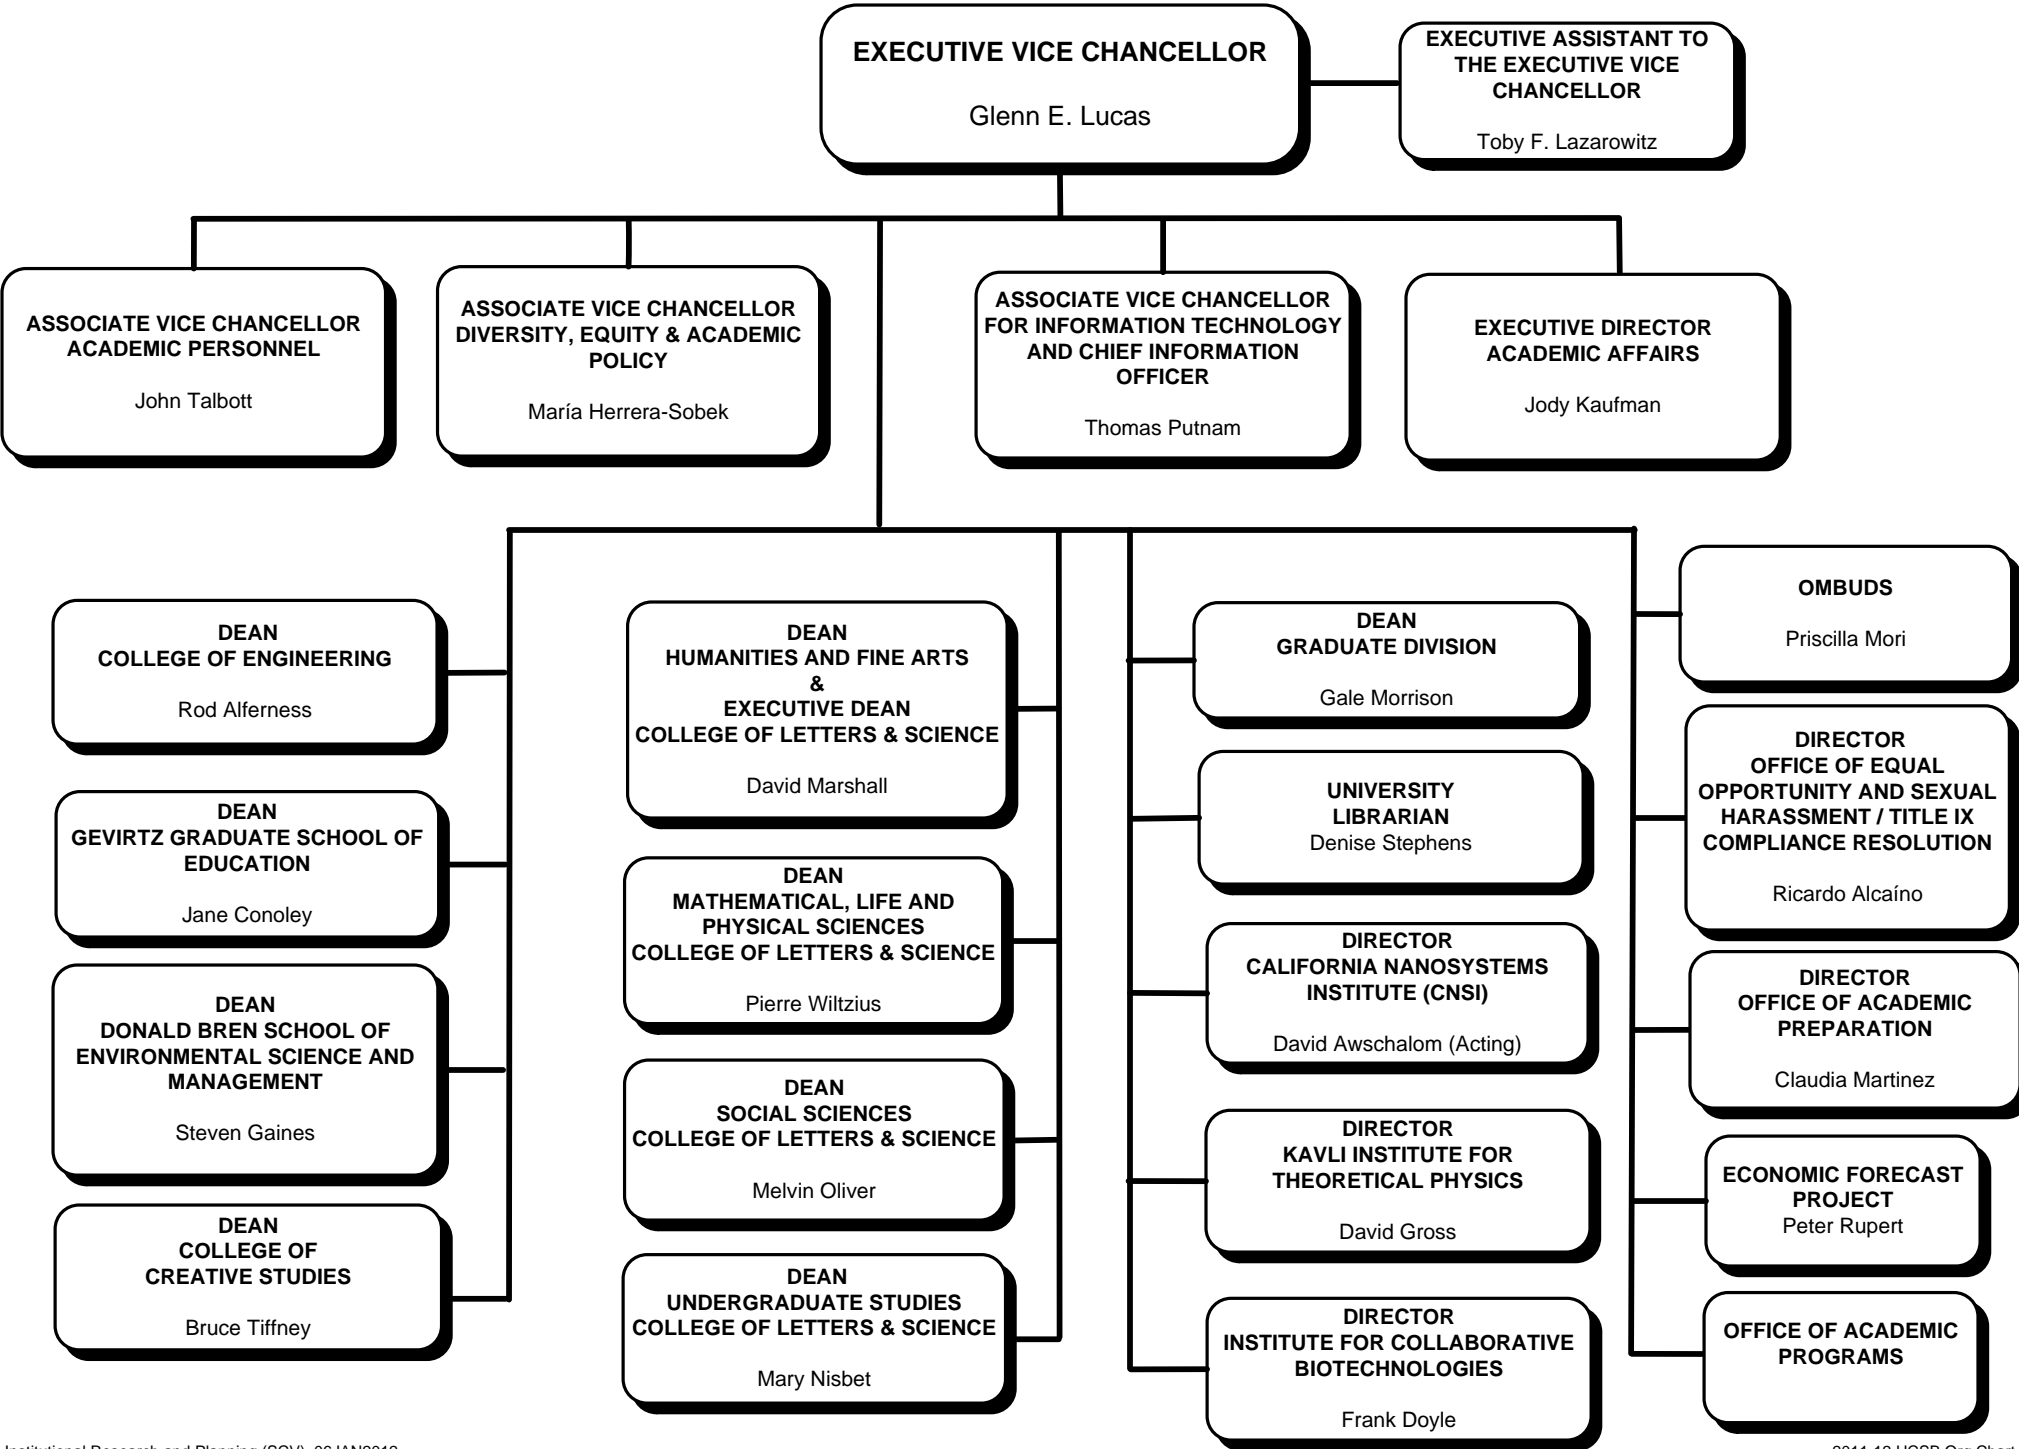 EXECUTIVE VICE CHANCELLOR
Glenn E. Lucas
EXECUTIVE ASSISTANT TO
THE EXECUTIVE VICE
CHANCELLOR
Toby F. Lazarowitz
ASSOCIATE VICE CHANCELLOR
ACADEMIC PERSONNEL
John Talbott
ASSOCIATE VICE CHANCELLOR
DIVERSITY, EQUITY & ACADEMIC
POLICY
María Herrera-Sobek
ASSOCIATE VICE CHANCELLOR
FOR INFORMATION TECHNOLOGY
AND CHIEF INFORMATION
OFFICER
Thomas Putnam
EXECUTIVE DIRECTOR
ACADEMIC AFFAIRS
Jody Kaufman
DEAN
COLLEGE OF ENGINEERING
Rod Alferness
DEAN
GEVIRTZ GRADUATE SCHOOL OF
EDUCATION
Jane Conoley
DEAN
DONALD BREN SCHOOL OF
ENVIRONMENTAL SCIENCE AND
MANAGEMENT
Steven Gaines
DEAN
COLLEGE OF
CREATIVE STUDIES
Bruce Tiffney
DEAN
HUMANITIES AND FINE ARTS
&
EXECUTIVE DEAN
COLLEGE OF LETTERS & SCIENCE
David Marshall
DEAN
MATHEMATICAL, LIFE AND
PHYSICAL SCIENCES
COLLEGE OF LETTERS & SCIENCE
Pierre Wiltzius
DEAN
SOCIAL SCIENCES
COLLEGE OF LETTERS & SCIENCE
Melvin Oliver
DEAN
UNDERGRADUATE STUDIES
COLLEGE OF LETTERS & SCIENCE
Mary Nisbet
DEAN
GRADUATE DIVISION
Gale Morrison
UNIVERSITY
LIBRARIAN
Denise Stephens
DIRECTOR
CALIFORNIA NANOSYSTEMS
INSTITUTE (CNSI)
David Awschalom (Acting)
DIRECTOR
KAVLI INSTITUTE FOR
THEORETICAL PHYSICS
David Gross
DIRECTOR
INSTITUTE FOR COLLABORATIVE
BIOTECHNOLOGIES
Frank Doyle
OMBUDS
Priscilla Mori
DIRECTOR
OFFICE OF EQUAL
OPPORTUNITY AND SEXUAL
HARASSMENT / TITLE IX
COMPLIANCE RESOLUTION
Ricardo Alcaíno
DIRECTOR
OFFICE OF ACADEMIC
PREPARATION
Claudia Martinez
ECONOMIC FORECAST
PROJECT
Peter Rupert
OFFICE OF ACADEMIC
PROGRAMS